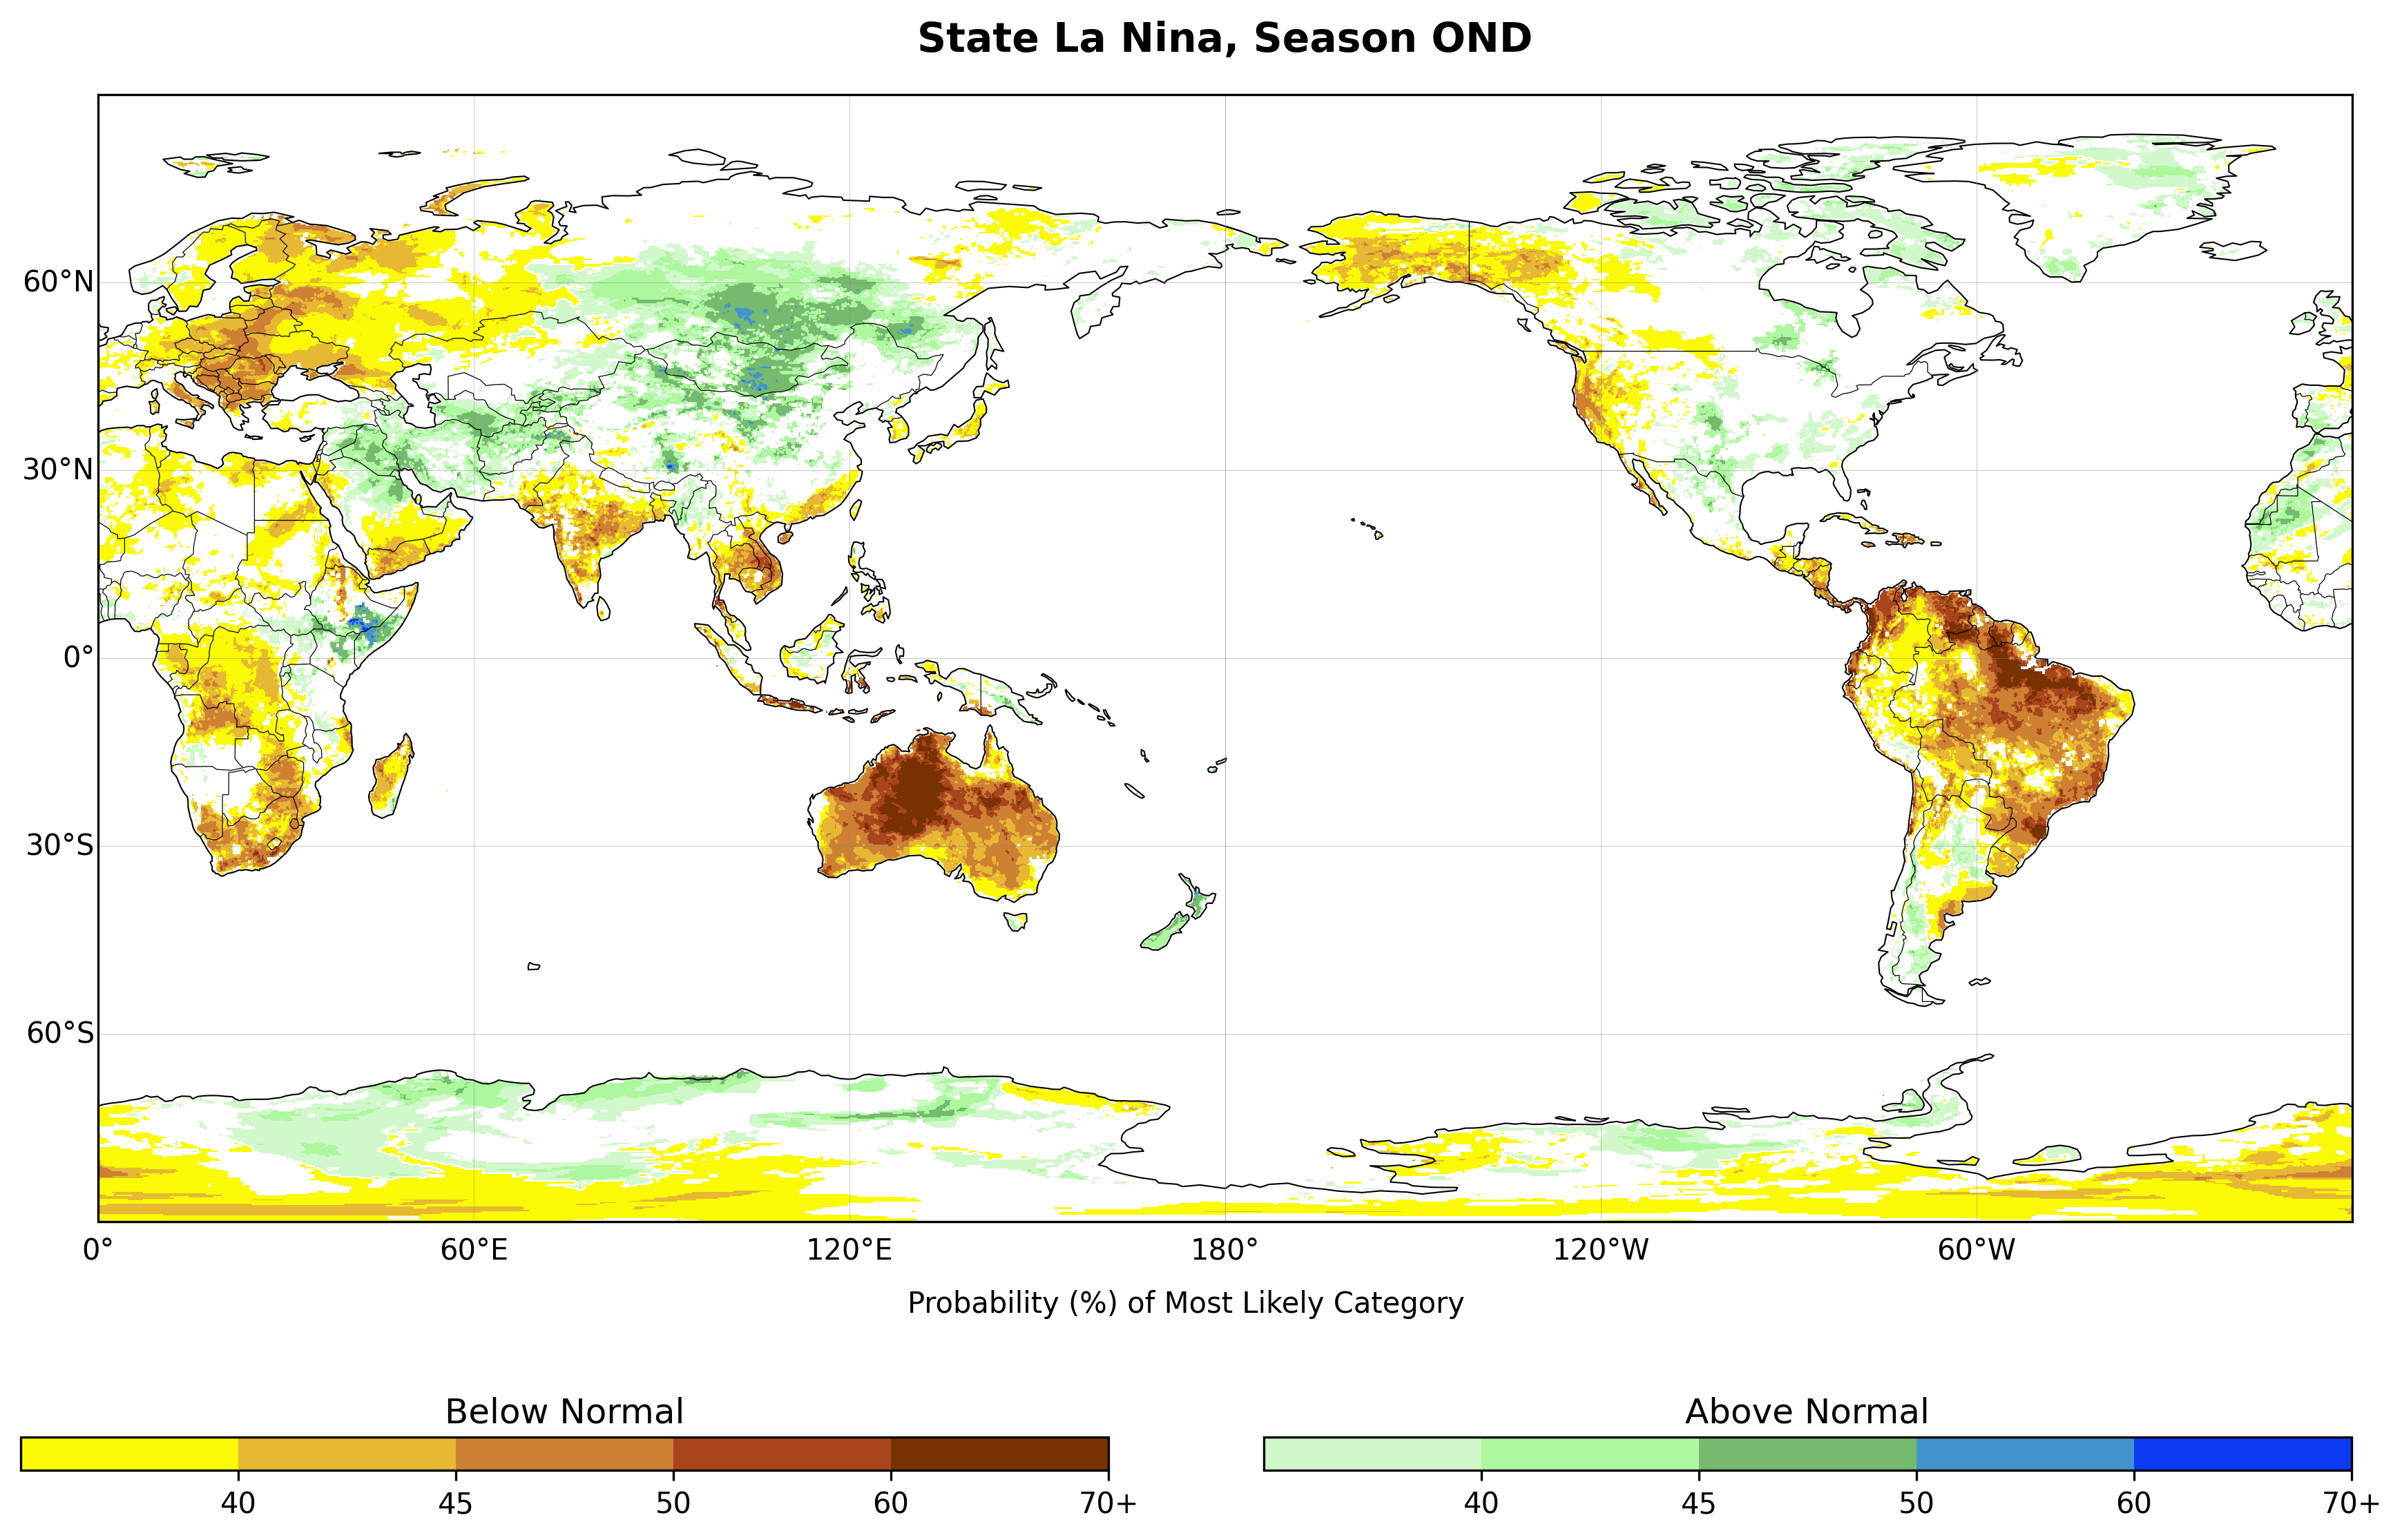 State La Nina, Season OND
60°N
30°N
0°
30°S
60°S
0° 60°E 120°E 180° 120°W 60°W
Probability (%) of Most Likely Category
Below Normal Above Normal
40 45 50 60 70+ 40 45 50 60 70+